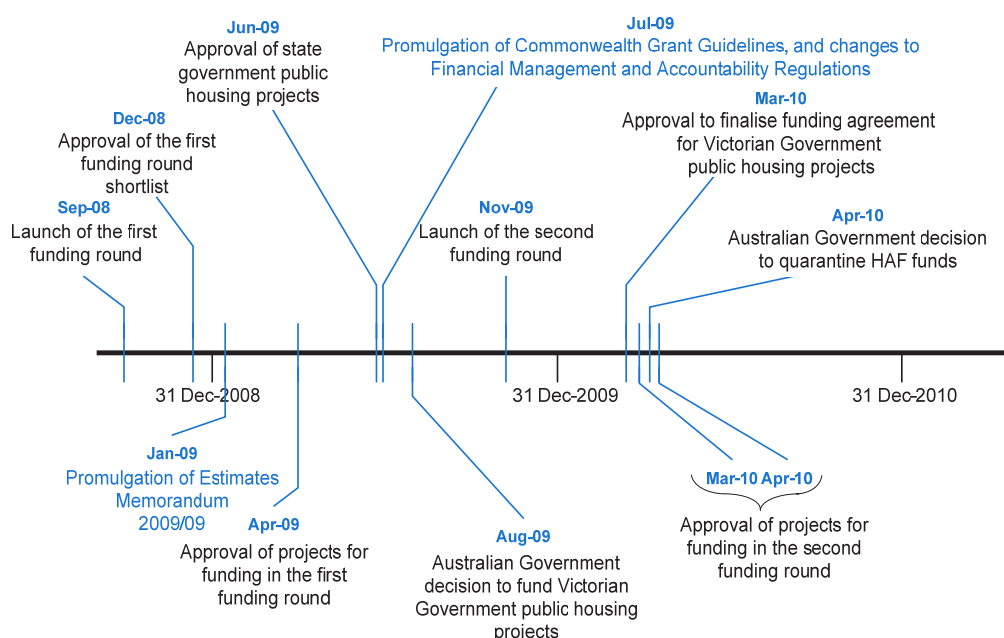 Jun-09
Approval of state
government public
housing projects
Jul-09
Promulgation of Commonwealth Grant Guidelines, and changes to
Financial Management and Accountability Regulations
Dec-08
Approval of the first
funding round
shortlist
Mar-10
Approval to finalise funding agreement
for Victorian Government
public housing projects
Sep-08
Launch of the first
funding round
Nov-09
Launch of the second
funding round
Apr-10
Australian Government decision
to quarantine HAF funds
31 Dec-2008
31 Dec-2009
31 Dec-2010
Jan-09
Promulgation of Estimates
Memorandum
2009/09
Apr-09
Approval of projects for
funding in the first
funding round
Aug-09
Australian Government
decision to fund Victorian
Government public housing
projects
Mar-10 Apr-10
Approval of projects for
funding in the second
funding round